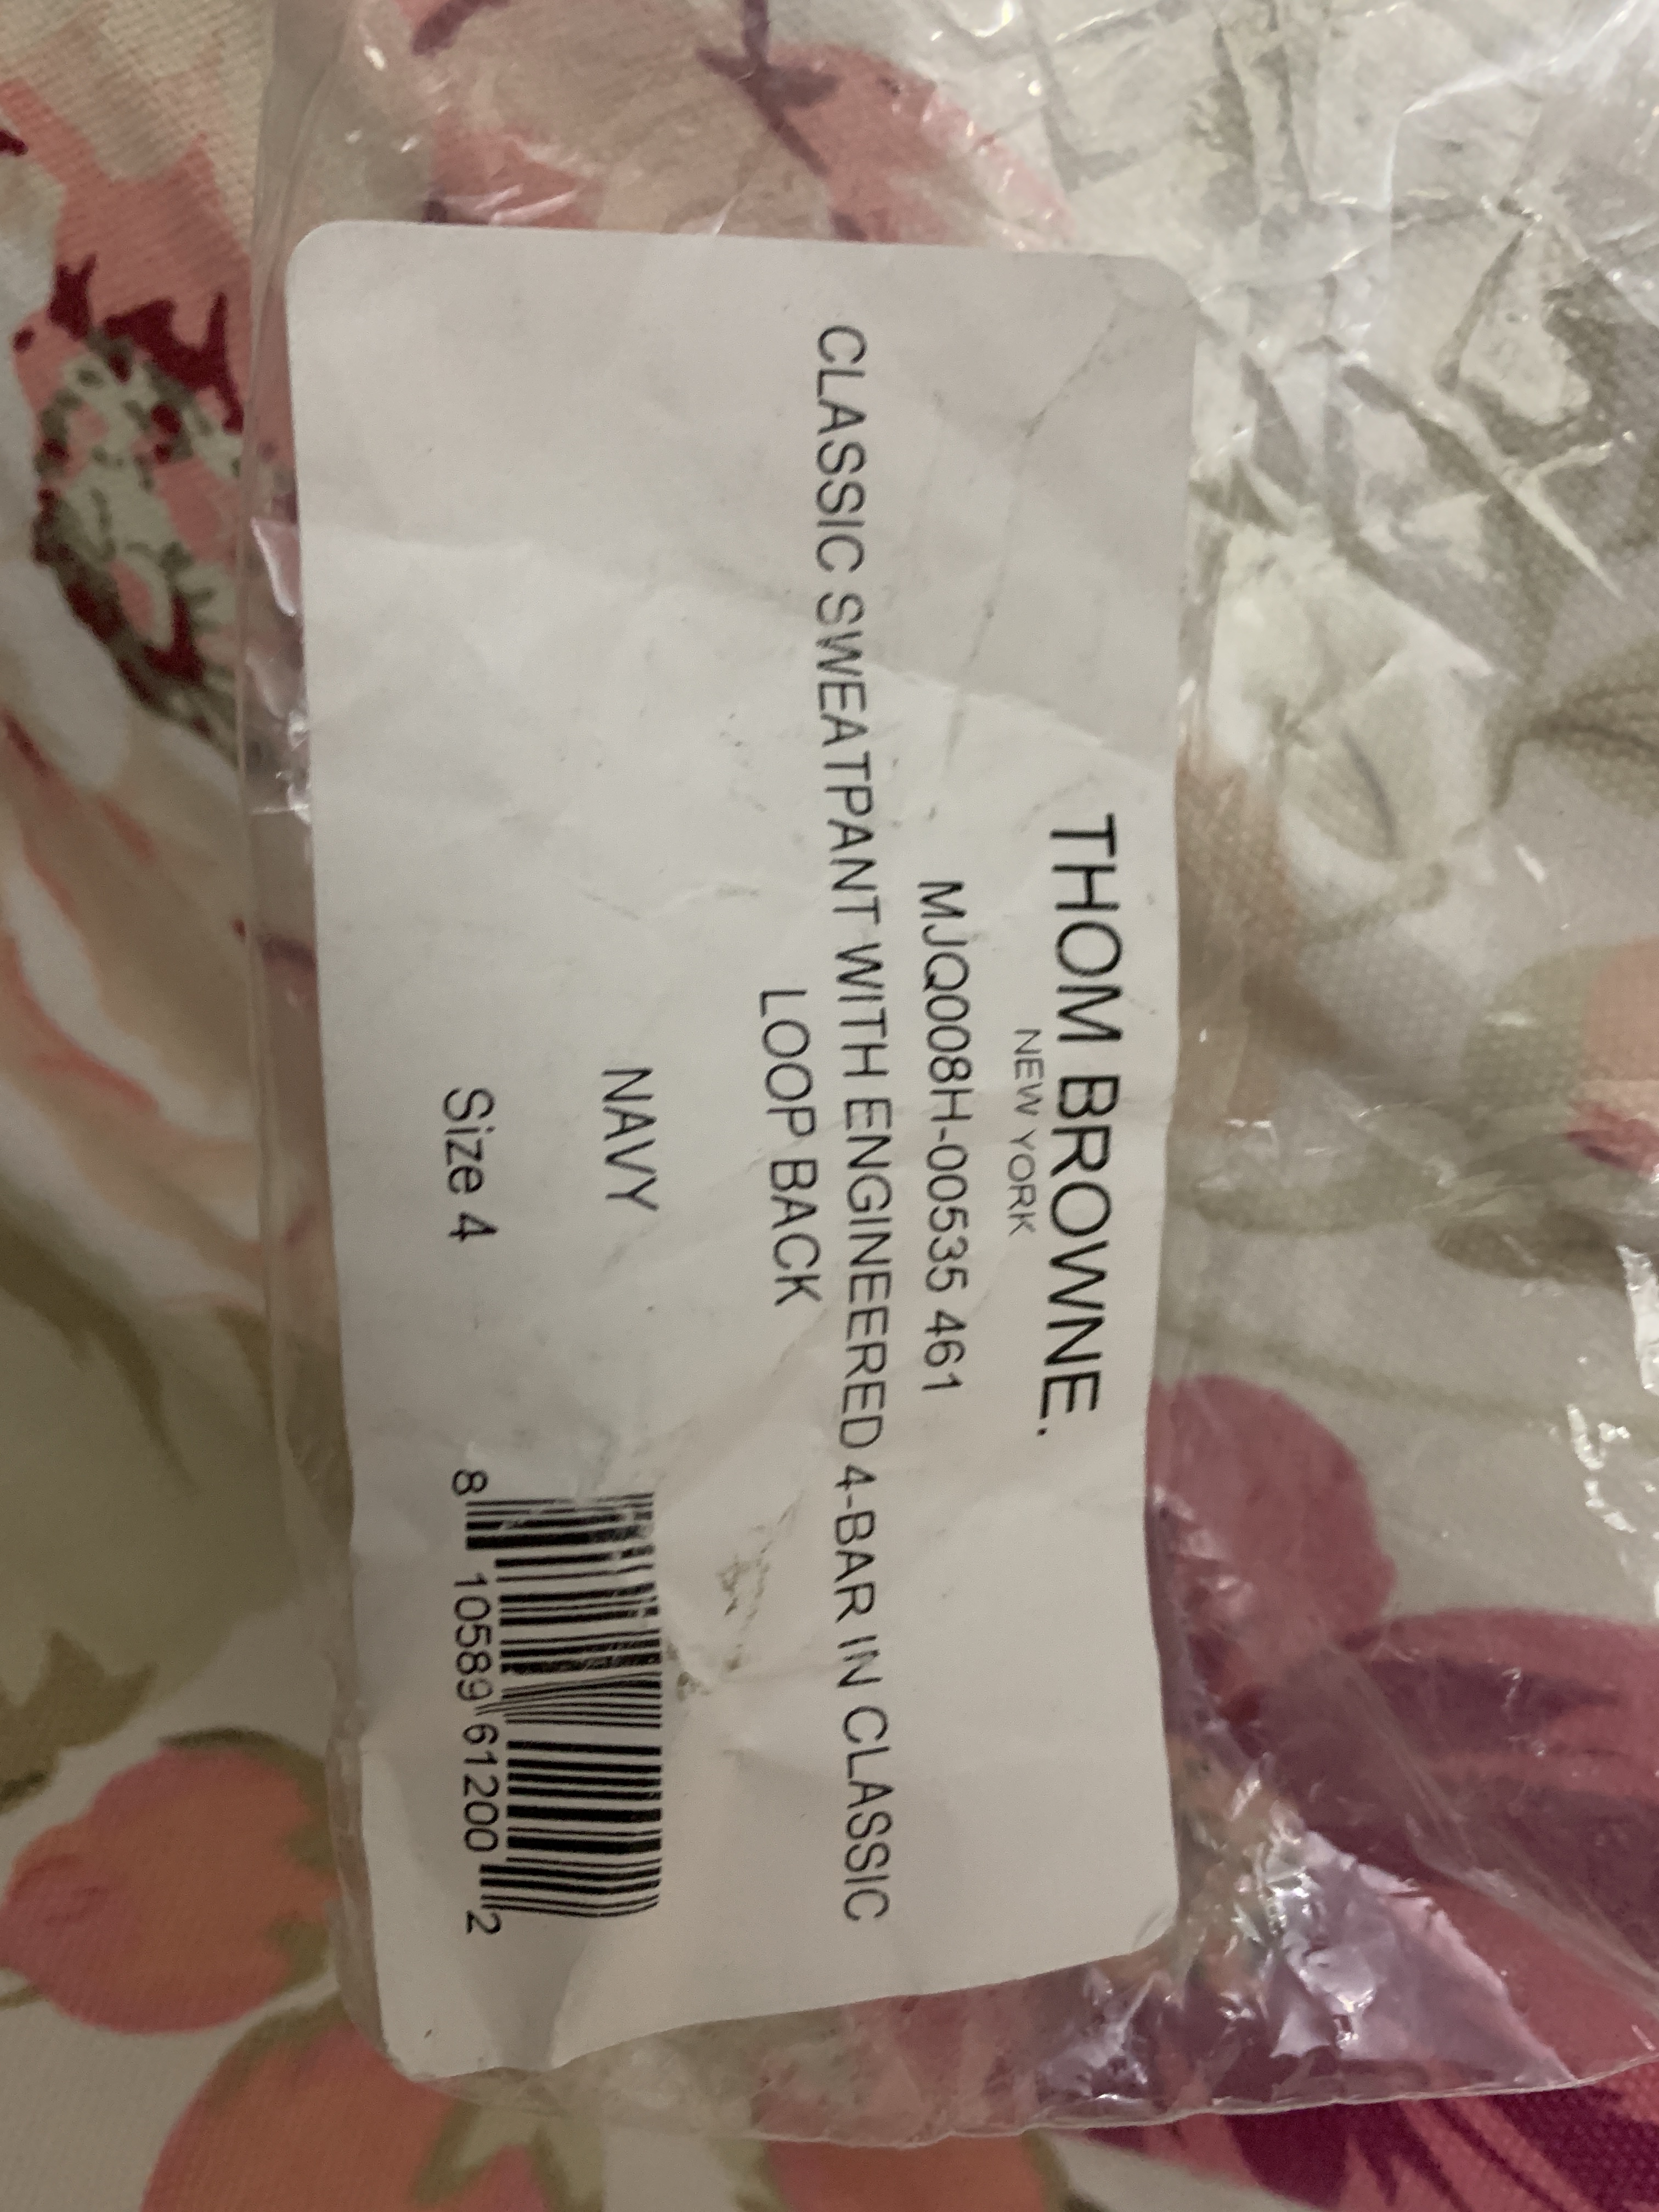 THOM BROWNE.
NEW YORK
MJQ008H-00535 461
CLASSIC SWEATPANT WITH ENGINEERED 4-BAR IN CLASSIC
LOOP BACK
NAVY
Size 4
8 10589 61200 2